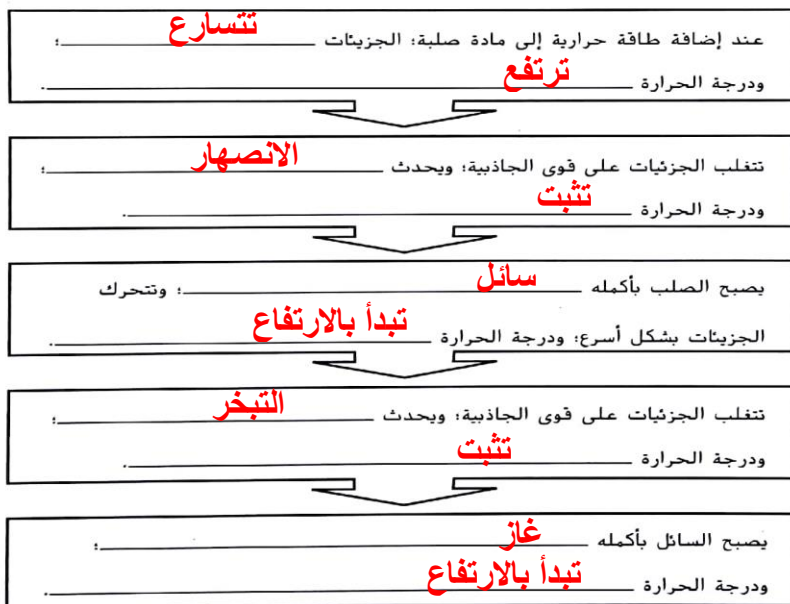 عند إضافة طاقة حرارية إلى مادة صلبة؛ الجزيئات تتسارع؛
ودرجة الحرارة ترتفع.
تتغلب الجزئيات على قوى الجاذبية؛ ويحدث الانصهار؛
ودرجة الحرارة تثبت.
يصبح الصلب بأكمله سائل؛ وتتحرك
الجزيئات بشكل أسرع؛ ودرجة الحرارة تبدأ بالارتفاع.
تتغلب الجزئيات على قوى الجاذبية؛ ويحدث التبخر؛
ودرجة الحرارة تثبت.
يصبح السائل بأكمله غاز؛
ودرجة الحرارة تبدأ بالارتفاع.